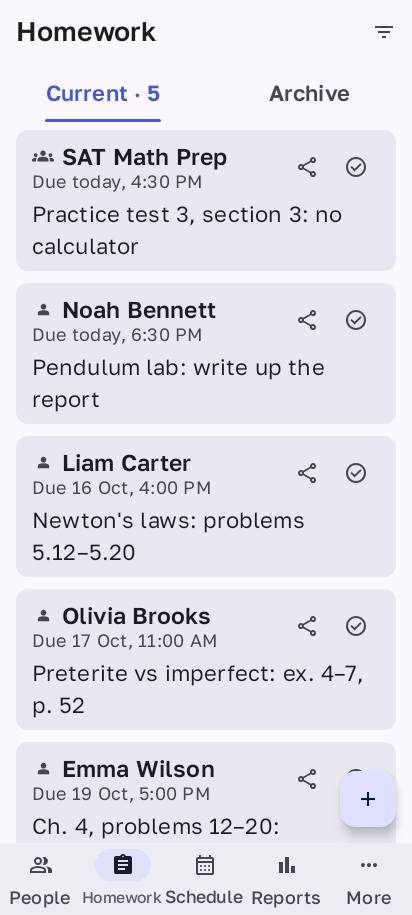 Homework
Current · 5
Archive
SAT Math Prep
Due today, 4:30 PM
Practice test 3, section 3: no
calculator
Noah Bennett
Due today, 6:30 PM
Pendulum lab: write up the
report
Liam Carter
Due 16 Oct, 4:00 PM
Newton's laws: problems
5.12–5.20
Olivia Brooks
Due 17 Oct, 11:00 AM
Preterite vs imperfect: ex. 4–7,
p. 52
Emma Wilson
Due 19 Oct, 5:00 PM
Ch. 4, problems 12–20:
People
Homework
Schedule
Reports
More